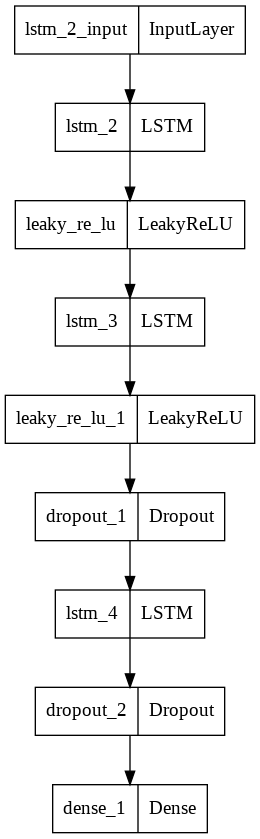 lstm_2_input InputLayer
lstm_2 LSTM
leaky_re_lu LeakyReLU
lstm_3 LSTM
leaky_re_lu_1 LeakyReLU
dropout_1 Dropout
lstm_4 LSTM
dropout_2 Dropout
dense_1 Dense